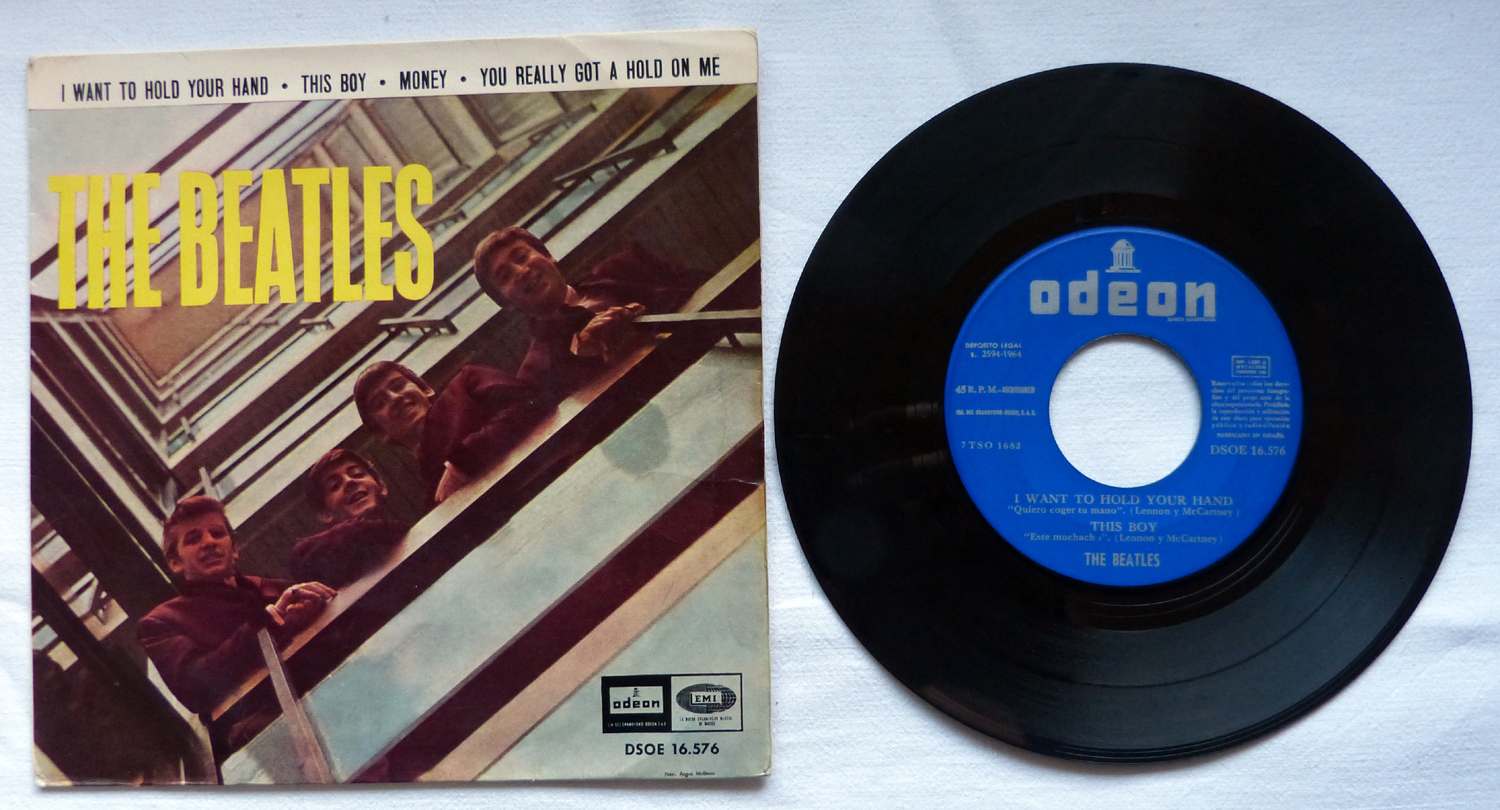 I WANT TO HOLD YOUR HAND • THIS BOY • MONEY • YOU REALLY GOT A HOLD ON ME
THE BEATLES
odeon
EMI
DSOE 16.576
odeon
DEPOSITO LEGAL
2594-1964
45 R. P. M.
7 TSO 1683
FABRICADO EN ESPAÑA
DSOE 16.576
I WANT TO HOLD YOUR HAND
"Quiero coger tu mano". (Lennon y McCartney)
THIS BOY
"Este muchach ". (Lennon y McCartney)
THE BEATLES